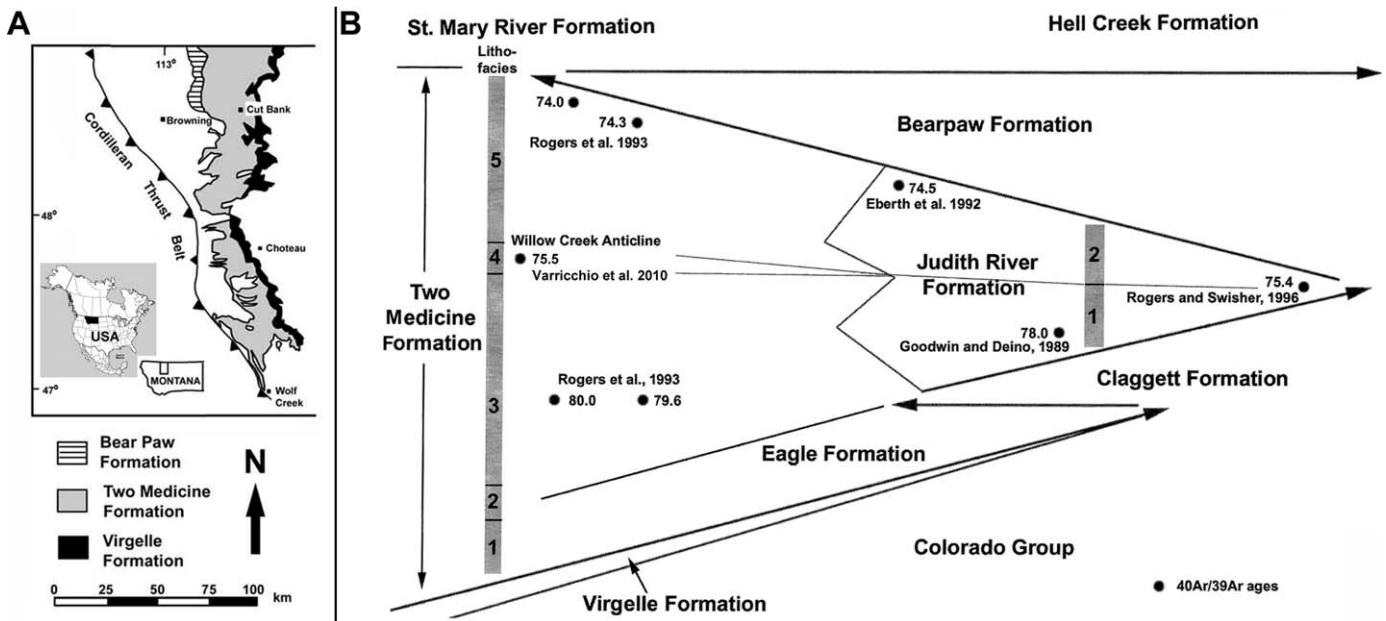 A
113°
Cut Bank
Browning
Cordilleran
Thrust
Belt
48°
Choteau
USA
MONTANA
47°
Wolf
Creek
Bear Paw
Formation
Two Medicine
Formation
Virgelle
Formation
N
0 25 50 75 100
km
B
St. Mary River Formation
Hell Creek Formation
Litho-
facies
74.0
74.3
Rogers et al. 1993
Bearpaw Formation
5
74.5
Eberth et al. 1992
Willow Creek Anticline
4
75.5
Varricchio et al. 2010
Judith River
Formation
2
1
75.4
Rogers and Swisher, 1996
Two
Medicine
Formation
78.0
Goodwin and Deino, 1989
Claggett Formation
Rogers et al., 1993
3
80.0
79.6
Eagle Formation
2
1
Colorado Group
Virgelle Formation
40Ar/39Ar ages